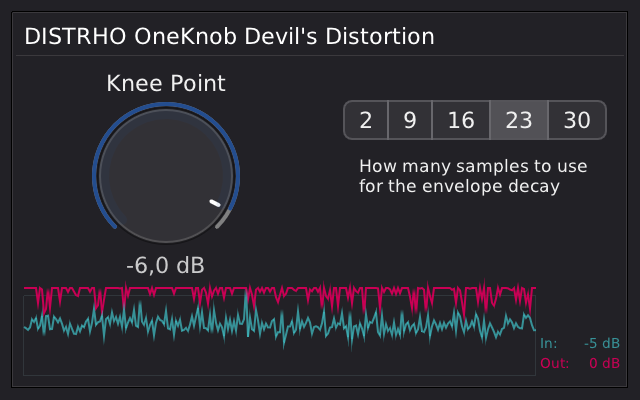 DISTRHO OneKnob Devil's Distortion
Knee Point
2 9 16 23 30
How many samples to use
for the envelope decay
-6,0 dB
In: -5 dB
Out: 0 dB